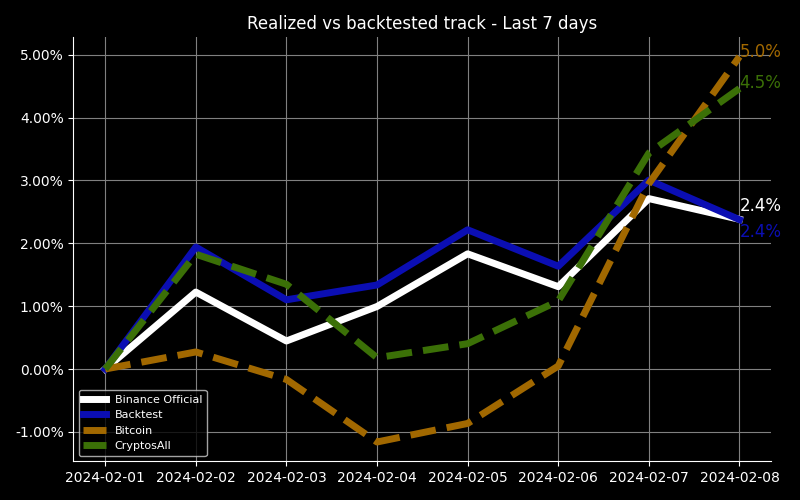 Realized vs backtested track - Last 7 days
5.00%
4.00%
3.00%
2.00%
1.00%
0.00%
-1.00%
5.0%
4.5%
2.4%
2.4%
Binance Official
Backtest
Bitcoin
CryptosAll
2024-02-01 2024-02-02 2024-02-03 2024-02-04 2024-02-05 2024-02-06 2024-02-07 2024-02-08